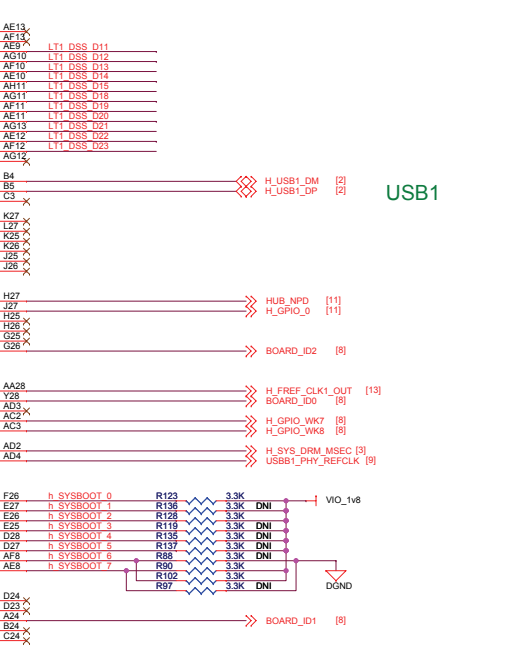 AE13
AF13
AE9 LT1_DSS_D11
AG10 LT1_DSS_D12
AF10 LT1_DSS_D13
AE10 LT1_DSS_D14
AH11 LT1_DSS_D15
AG11 LT1_DSS_D18
AF11 LT1_DSS_D19
AE11 LT1_DSS_D20
AG13 LT1_DSS_D21
AE12 LT1_DSS_D22
AF12 LT1_DSS_D23
AG12
B4 H_USB1_DM [2]
B5 H_USB1_DP [2]
USB1
C3
K27
L27
K25
K26
J25
J26
H27 HUB_NPD [11]
J27 H_GPIO_0 [11]
H25
H26
G25
G26 BOARD_ID2 [8]
AA28 H_FREF_CLK1_OUT [13]
Y28 BOARD_ID0 [8]
AD3
AC2 H_GPIO_WK7 [8]
AC3 H_GPIO_WK8 [8]
AD2 H_SYS_DRM_MSEC [3]
AD4 USBB1_PHY_REFCLK [9]
F26 h_SYSBOOT_0 R123 3.3K VIO_1v8
E27 h_SYSBOOT_1 R136 3.3K DNI
E26 h_SYSBOOT_2 R128 3.3K
E25 h_SYSBOOT_3 R119 3.3K DNI
D28 h_SYSBOOT_4 R135 3.3K DNI
D27 h_SYSBOOT_5 R137 3.3K DNI
AF8 h_SYSBOOT_6 R88 3.3K DNI
AE8 h_SYSBOOT_7 R90 3.3K
R102 3.3K
R97 3.3K DNI
DGND
D24
D23
A24 BOARD_ID1 [8]
B24
C24